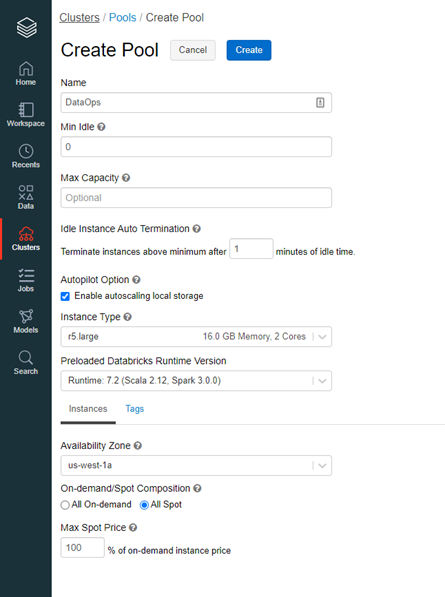 Clusters / Pools / Create Pool
Create Pool Cancel Create
Home
Workspace
Recents
Data
Clusters
Jobs
Models
Search
Name
DataOps
Min Idle
0
Max Capacity
Optional
Idle Instance Auto Termination
Terminate instances above minimum after 1 minutes of idle time.
Autopilot Option
Enable autoscaling local storage
Instance Type
r5.large 16.0 GB Memory, 2 Cores
Preloaded Databricks Runtime Version
Runtime: 7.2 (Scala 2.12, Spark 3.0.0)
Instances Tags
Availability Zone
us-west-1a
On-demand/Spot Composition
All On-demand All Spot
Max Spot Price
100 % of on-demand instance price